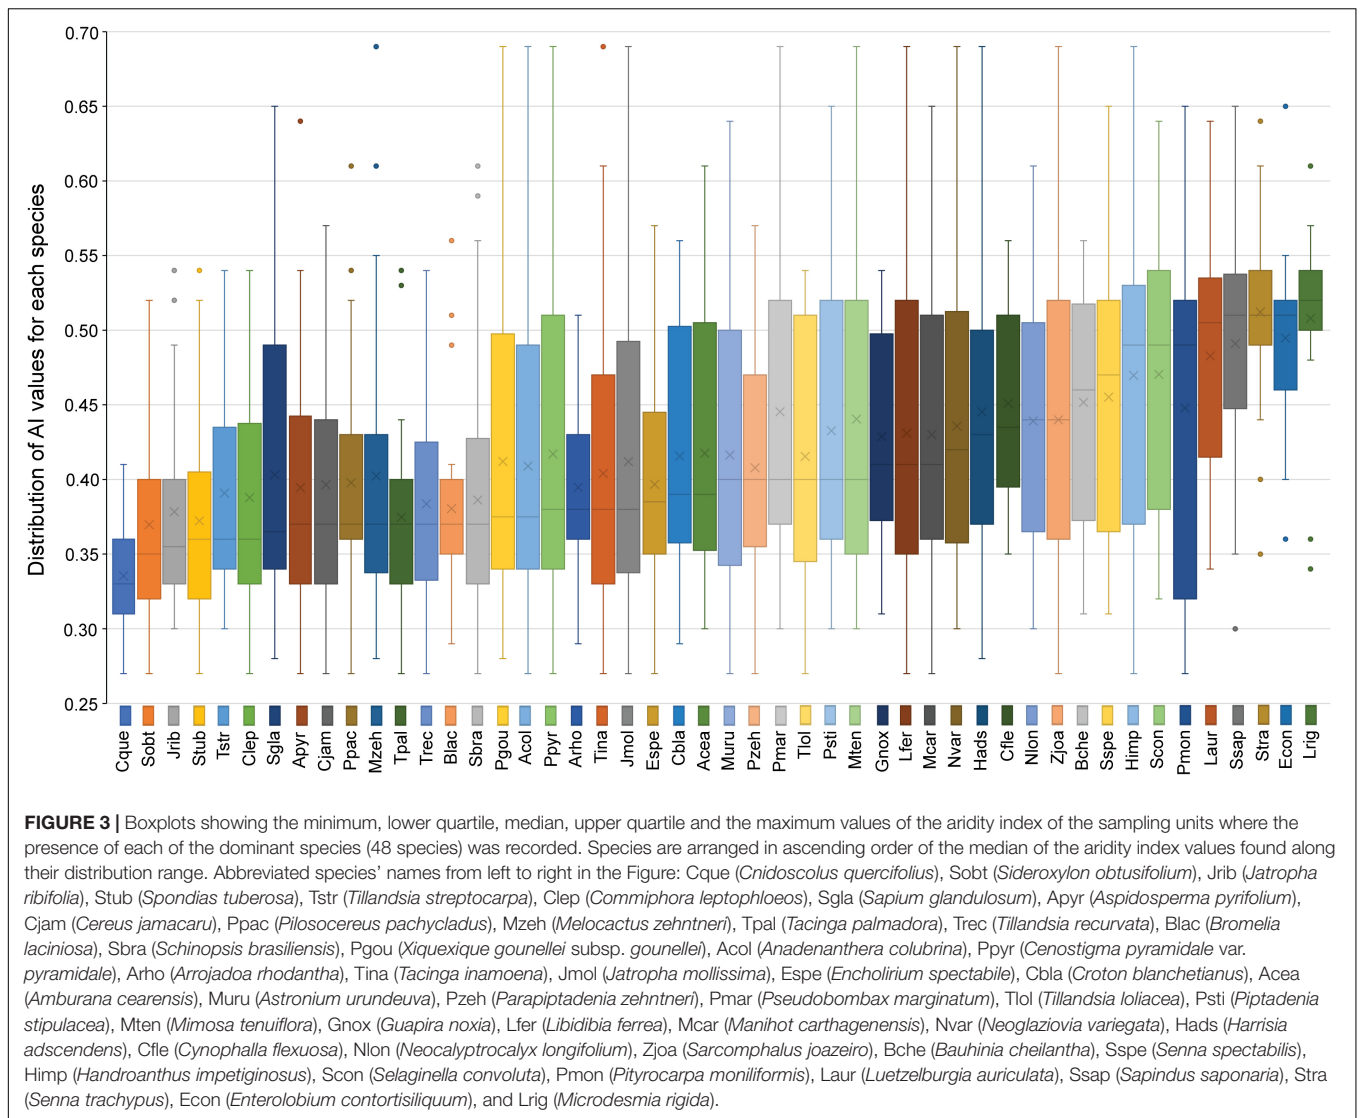 Distribution of AI values for each species
0.70
0.65
0.60
0.55
0.50
0.45
0.40
0.35
0.30
0.25
Cque Sobt Jrib Stub Tstr Clep Sgla Apyr Cjam Ppac Mzeh Tpal Trec Blac Sbra Pgou Acol Ppyr Arho Tina Jmol Espe Cbla Acea Muru Pzeh Pmar Tlol Psti Mten Gnox Lfer Mcar Nvar Hads Cfle Nlon Zjoa Bche Sspe Himp Scon Pmon Laur Ssap Stra Econ Lrig
FIGURE 3 | Boxplots showing the minimum, lower quartile, median, upper quartile and the maximum values of the aridity index of the sampling units where the
presence of each of the dominant species (48 species) was recorded. Species are arranged in ascending order of the median of the aridity index values found along
their distribution range. Abbreviated species' names from left to right in the Figure: Cque (Cnidoscolus quercifolius), Sobt (Sideroxylon obtusifolium), Jrib (Jatropha
ribifolia), Stub (Spondias tuberosa), Tstr (Tillandsia streptocarpa), Clep (Commiphora leptophloeos), Sgla (Sapium glandulosum), Apyr (Aspidosperma pyrifolium),
Cjam (Cereus jamacaru), Ppac (Pilosocereus pachycladus), Mzeh (Melocactus zehntneri), Tpal (Tacinga palmadora), Trec (Tillandsia recurvata), Blac (Bromelia
laciniosa), Sbra (Schinopsis brasiliensis), Pgou (Xiquexique gounellei subsp. gounellei), Acol (Anadenanthera colubrina), Ppyr (Cenostigma pyramidale var.
pyramidale), Arho (Arrojadoa rhodantha), Tina (Tacinga inamoena), Jmol (Jatropha mollissima), Espe (Encholirium spectabile), Cbla (Croton blanchetianus), Acea
(Amburana cearensis), Muru (Astronium urundeuva), Pzeh (Parapiptadenia zehntneri), Pmar (Pseudobombax marginatum), Tlol (Tillandsia loliacea), Psti (Piptadenia
stipulacea), Mten (Mimosa tenuiflora), Gnox (Guapira noxia), Lfer (Libidibia ferrea), Mcar (Manihot carthagenensis), Nvar (Neoglaziovia variegata), Hads (Harrisia
adscendens), Cfle (Cynophalla flexuosa), Nlon (Neocalyptrocalyx longifolium), Zjoa (Sarcomphalus joazeiro), Bche (Bauhinia cheilantha), Sspe (Senna spectabilis),
Himp (Handroanthus impetiginosus), Scon (Selaginella convoluta), Pmon (Pityrocarpa moniliformis), Laur (Luetzelburgia auriculata), Ssap (Sapindus saponaria), Stra
(Senna trachypus), Econ (Enterolobium contortisiliquum), and Lrig (Microdesmia rigida).